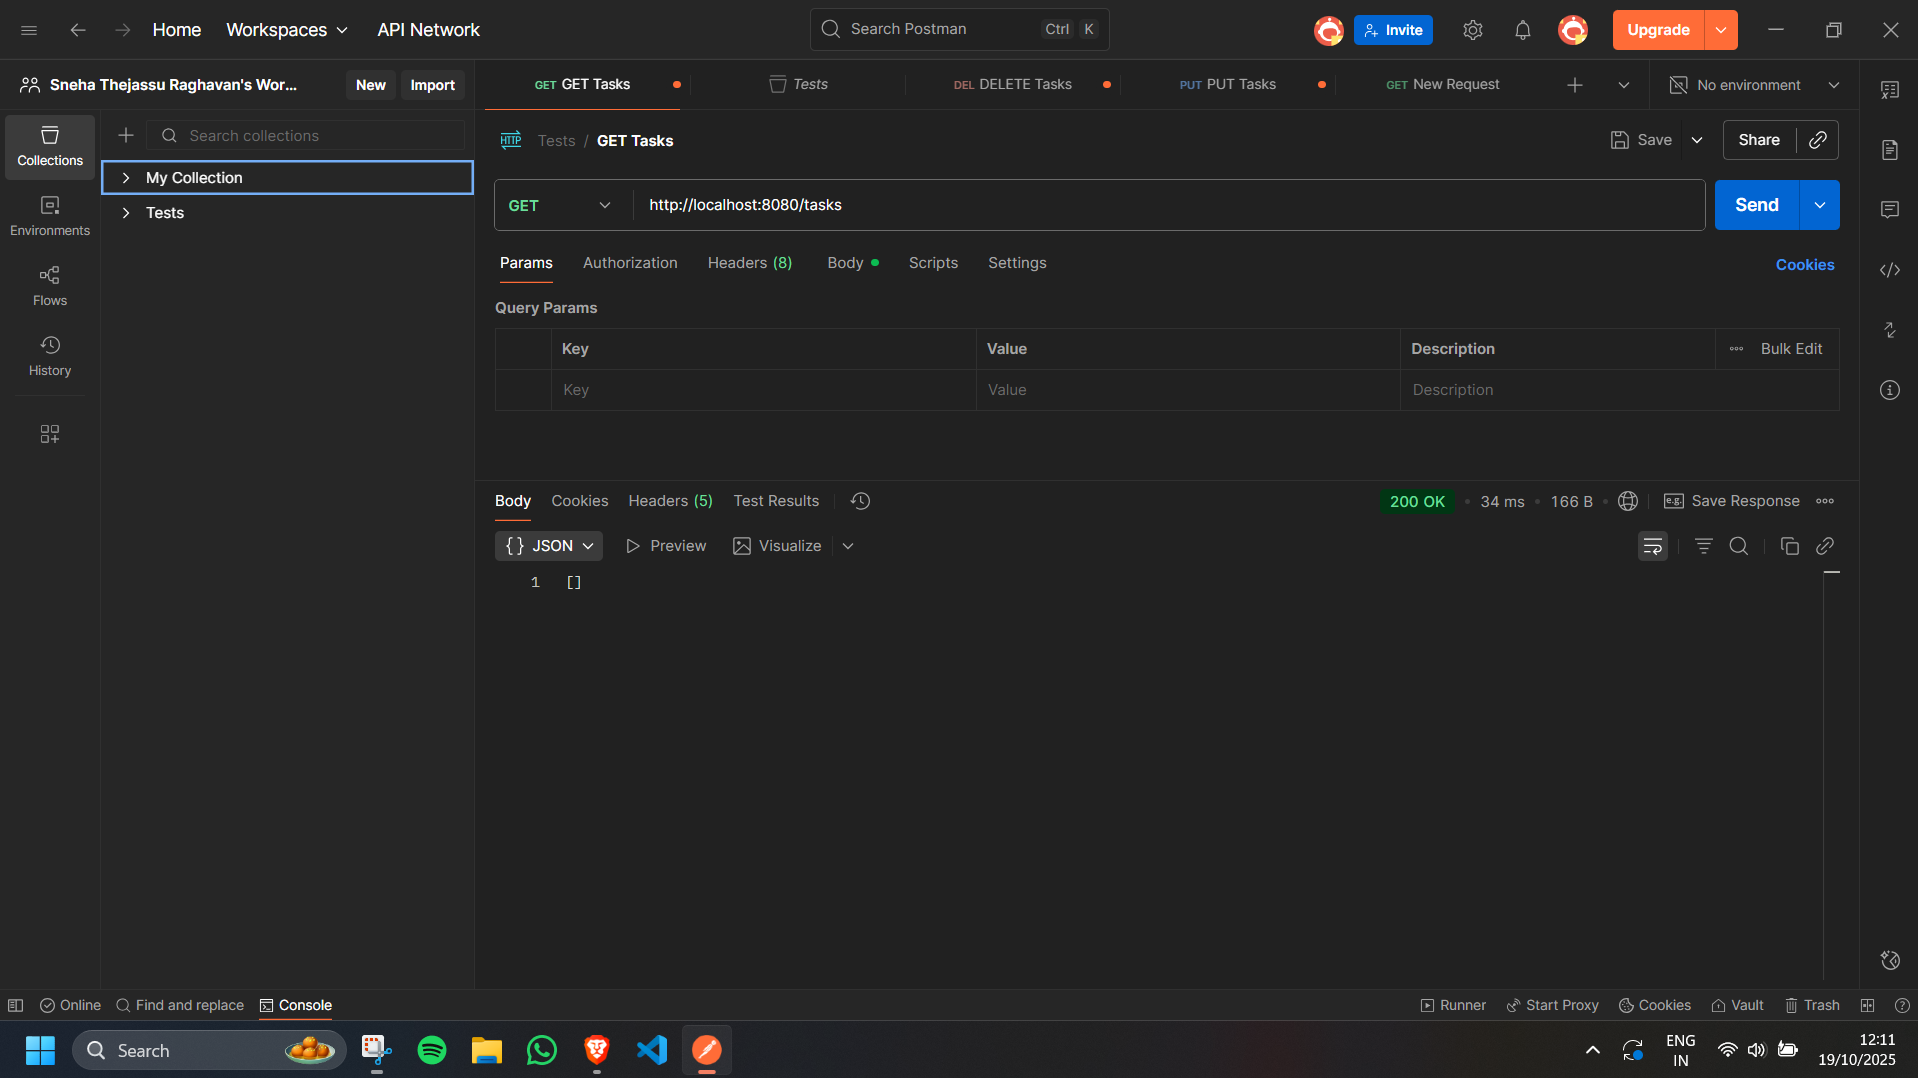 Home Workspaces API Network Search Postman Ctrl K Invite Upgrade
Sneha Thejassu Raghavan's Wor... New Import GET GET Tasks Tests DEL DELETE Tasks PUT PUT Tasks GET New Request No environment
Collections
Environments
Flows
History
Search collections
My Collection
Tests
HTTP Tests / GET Tasks Save Share
GET http://localhost:8080/tasks Send
Params Authorization Headers (8) Body Scripts Settings Cookies
Query Params
Key Value Description Bulk Edit
Key Value Description
Body Cookies Headers (5) Test Results 200 OK 34 ms 166 B e.g. Save Response
{} JSON Preview Visualize
1 []
Online Find and replace Console Runner Start Proxy Cookies Vault Trash
Search ENG 12:11
IN 19/10/2025